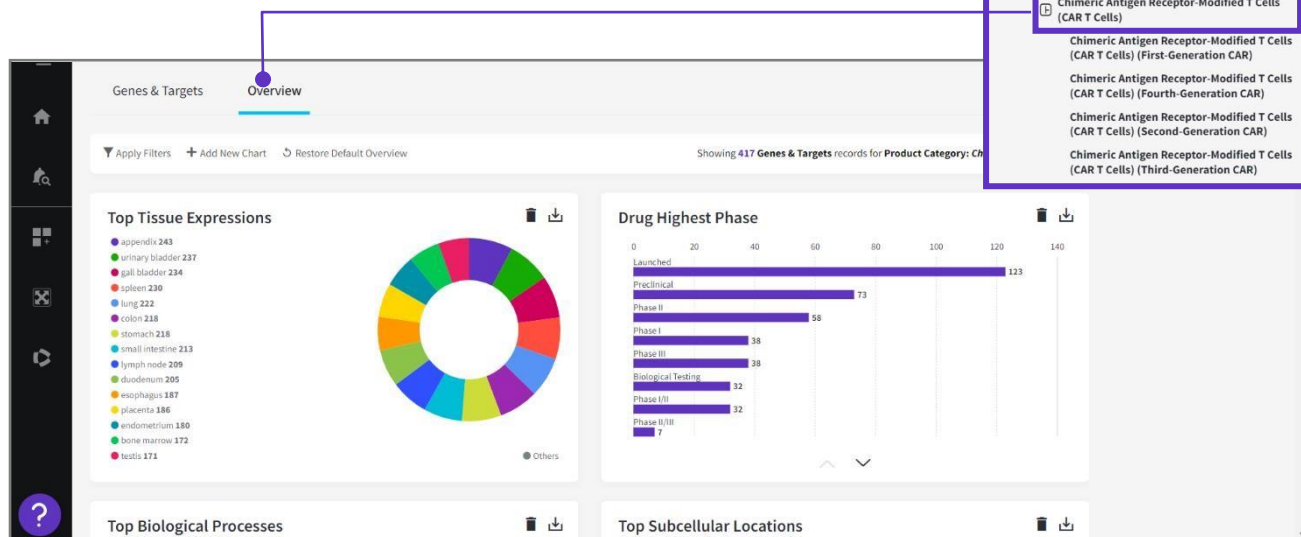 Chimeric Antigen Receptor-Modified T Cells
(CAR T Cells)
Chimeric Antigen Receptor-Modified T Cells
(CAR T Cells) (First-Generation CAR)
Chimeric Antigen Receptor-Modified T Cells
(CAR T Cells) (Fourth-Generation CAR)
Chimeric Antigen Receptor-Modified T Cells
(CAR T Cells) (Second-Generation CAR)
Chimeric Antigen Receptor-Modified T Cells
(CAR T Cells) (Third-Generation CAR)
Genes & Targets
Overview
Apply Filters
Add New Chart
Restore Default Overview
Showing 417 Genes & Targets records for Product Category: Ch
Top Tissue Expressions
appendix 243
urinary bladder 237
gall bladder 234
spleen 230
lung 222
colon 218
stomach 218
small intestine 213
lymph node 209
duodenum 205
esophagus 187
placenta 186
endometrium 180
bone marrow 172
testis 171
Others
Drug Highest Phase
0 20 40 60 80 100 120 140
Launched
123
Preclinical
73
Phase II
58
Phase I
38
Phase III
38
Biological Testing
32
Phase I/II
32
Phase II/III
7
?
Top Biological Processes
Top Subcellular Locations